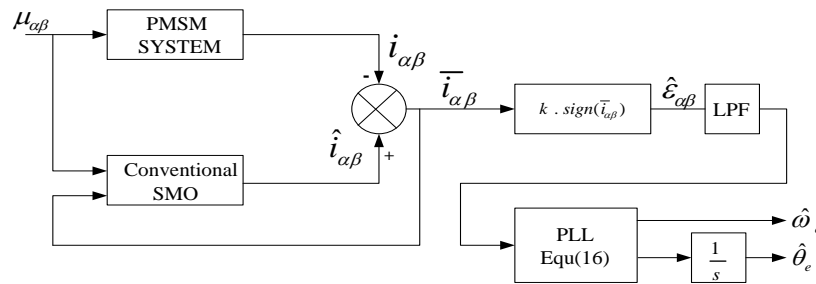 μαβ
PMSM
SYSTEM
iαβ
-
i̅αβ
k . sign(i̅αβ)
ε̂αβ
LPF
îαβ
+
Conventional
SMO
PLL
Equ(16)
ω̂
1
s
θ̂e